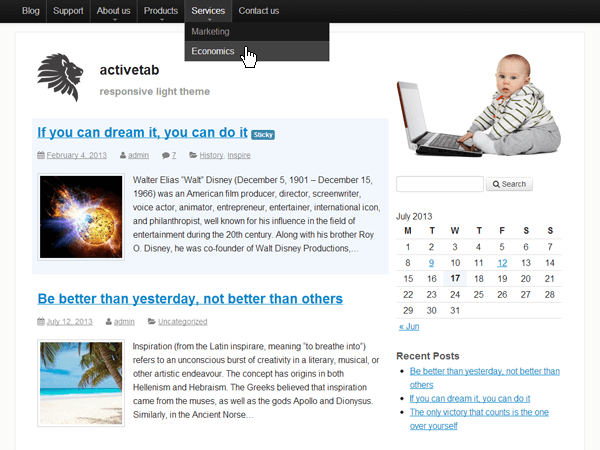 Blog Support About us Products Services Contact us
Marketing
Economics
activetab
responsive light theme
If you can dream it, you can do it Sticky
February 4, 2013 admin 7 History, Inspire
Walter Elias "Walt" Disney (December 5, 1901 – December 15,
1966) was an American film producer, director, screenwriter,
voice actor, animator, entrepreneur, entertainer, international icon,
and philanthropist, well known for his influence in the field of
entertainment during the 20th century. Along with his brother Roy
O. Disney, he was co-founder of Walt Disney Productions,…
Be better than yesterday, not better than others
July 12, 2013 admin Uncategorized
Inspiration (from the Latin inspirare, meaning "to breathe into")
refers to an unconscious burst of creativity in a literary, musical, or
other artistic endeavour. The concept has origins in both
Hellenism and Hebraism. The Greeks believed that inspiration
came from the muses, as well as the gods Apollo and Dionysus.
Similarly, in the Ancient Norse…
Search
July 2013
M T W T F S S
1 2 3 4 5 6 7
8 9 10 11 12 13 14
15 16 17 18 19 20 21
22 23 24 25 26 27 28
29 30 31
« Jun
Recent Posts
Be better than yesterday, not better than
others
If you can dream it, you can do it
The only victory that counts is the one
over yourself